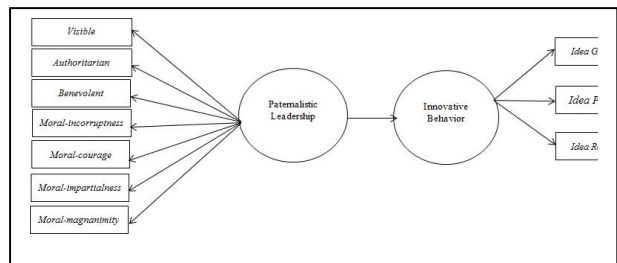 Visible
Authoritarian
Benevolent
Moral-incorruptness
Moral-courage
Moral-impartialness
Moral-magnanimity
Paternalistic
Leadership
Innovative
Behavior
Idea G
Idea P
Idea R